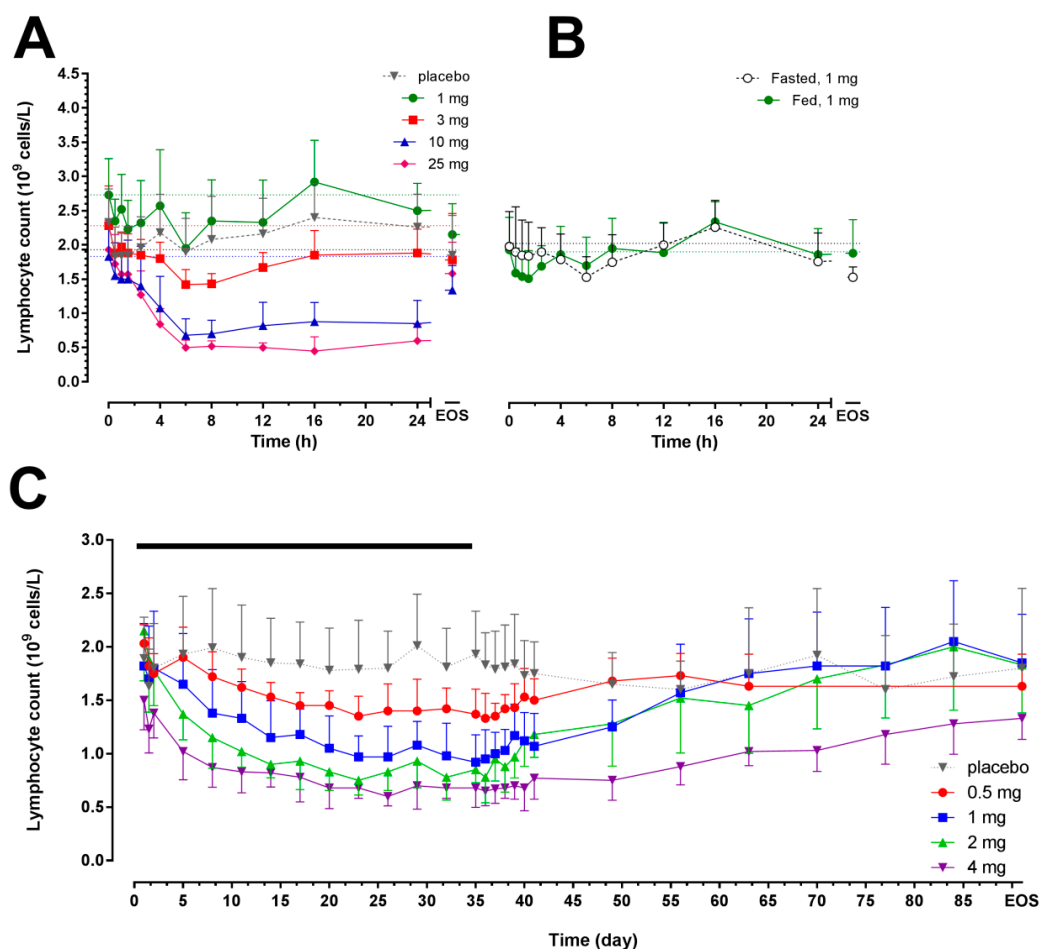 A
Lymphocyte count (10⁹ cells/L)
4.5
4.0
3.5
3.0
2.5
2.0
1.5
1.0
0.5
0.0
placebo
1 mg
3 mg
10 mg
25 mg
0 4 8 12 16 20 24 EOS
Time (h)
B
Fasted, 1 mg
Fed, 1 mg
0 4 8 12 16 20 24 EOS
Time (h)
C
Lymphocyte count (10⁹ cells/L)
3.0
2.5
2.0
1.5
1.0
0.5
0.0
placebo
0.5 mg
1 mg
2 mg
4 mg
0 5 10 15 20 25 30 35 40 45 50 55 60 65 70 75 80 85 EOS
Time (day)